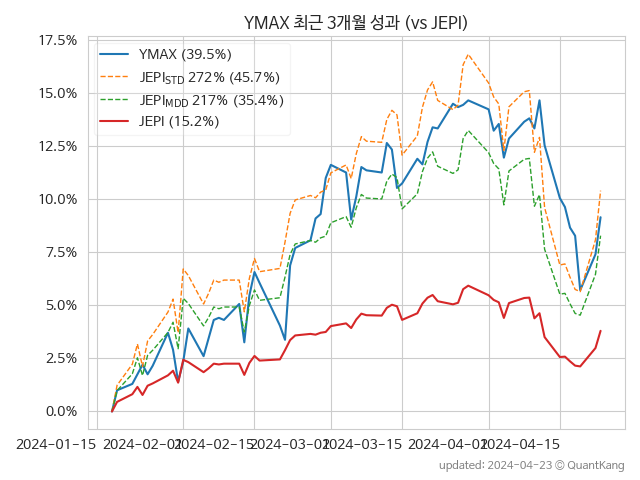 YMAX 최근 3개월 성과 (vs JEPI)
17.5%
15.0%
12.5%
10.0%
7.5%
5.0%
2.5%
0.0%
YMAX (39.5%)
JEPISTD 272% (45.7%)
JEPIMDD 217% (35.4%)
JEPI (15.2%)
2024-01-15 2024-02-01 2024-02-15 2024-03-01 2024-03-15 2024-04-01 2024-04-15
updated: 2024-04-23 © QuantKang